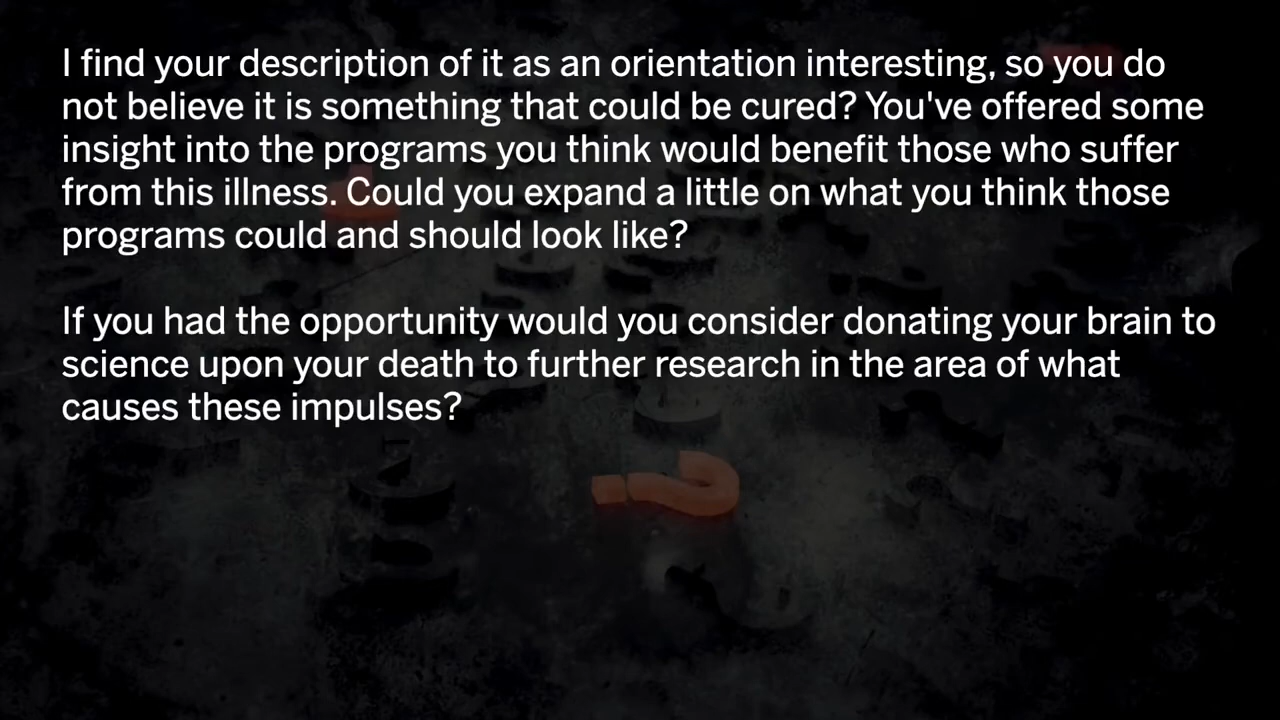 I find your description of it as an orientation interesting, so you do
not believe it is something that could be cured? You've offered some
insight into the programs you think would benefit those who suffer
from this illness. Could you expand a little on what you think those
programs could and should look like?
If you had the opportunity would you consider donating your brain to
science upon your death to further research in the area of what
causes these impulses?
?